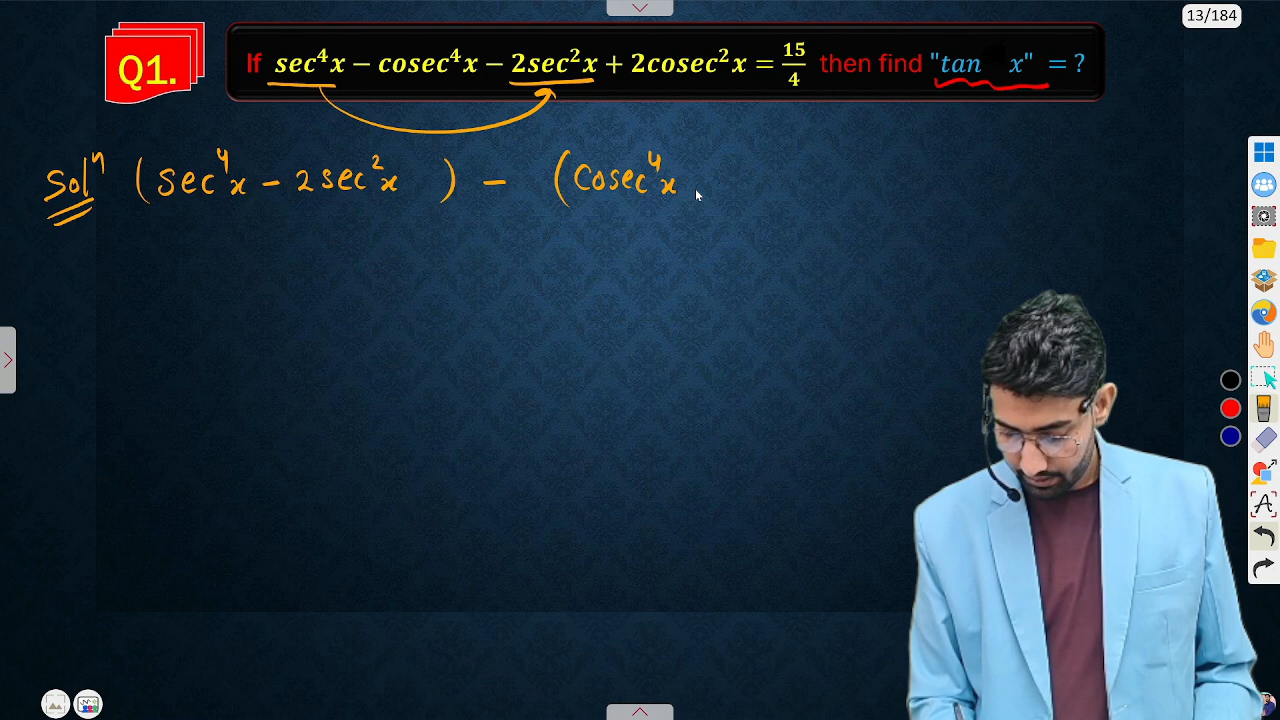 13/184
Q1.
If sec⁴x − cosec⁴x − 2sec²x + 2cosec²x = 15/4 then find "tan x" = ?
Solⁿ (sec⁴x − 2sec²x ) − (cosec⁴x